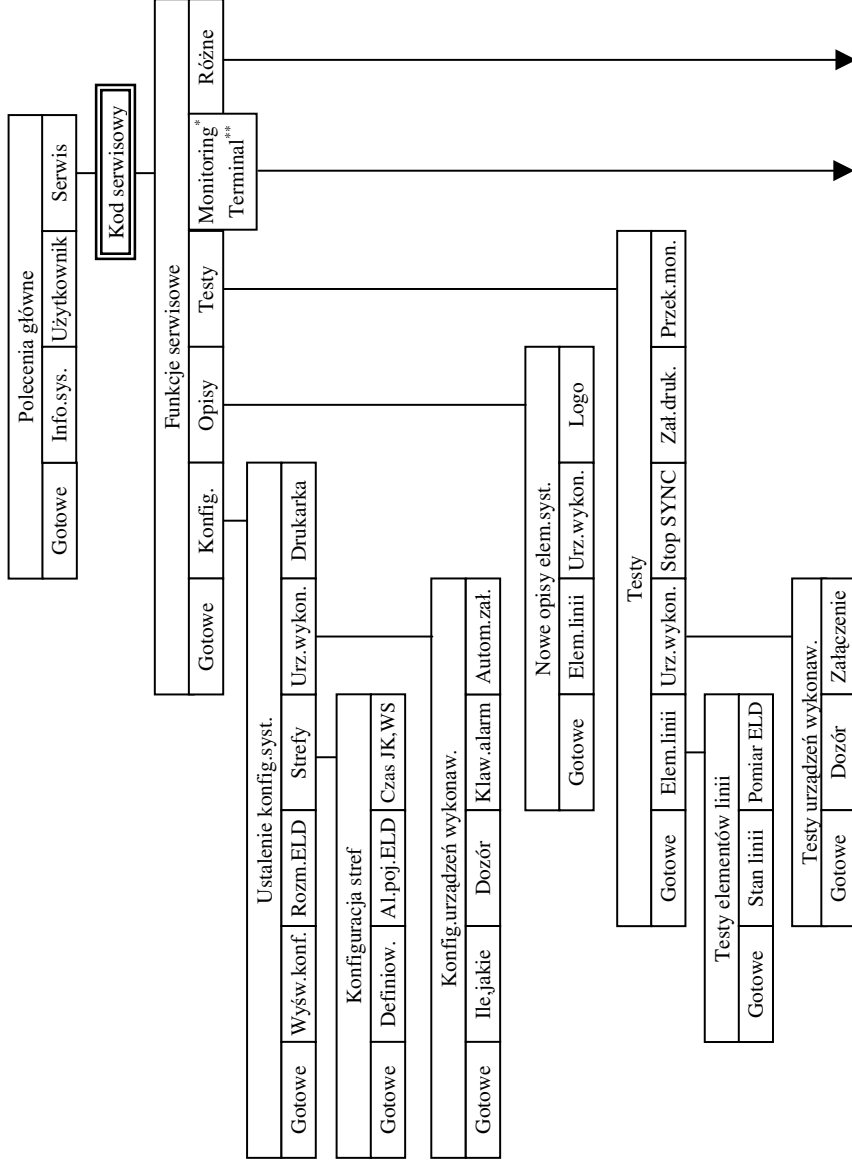 Polecenia główne
Gotowe Info.sys. Użytkownik Serwis
Kod serwisowy
Funkcje serwisowe
Gotowe Konfig. Opisy Testy Monitoring* Różne
Terminal**
Ustalenie konfig.syst.
Gotowe Wyśw.konf. Rozm.ELD Strefy Urz.wykon. Drukarka
Konfiguracja stref
Gotowe Definiow. Al.poj.ELD Czas JK,WS
Konfig.urządzeń wykonaw.
Gotowe Ile,jakie Dozór Klaw.alarm Autom.zał.
Nowe opisy elem.syst.
Gotowe Elem.linii Urz.wykon. Logo
Testy
Gotowe Elem.linii Urz.wykon. Stop SYNC Zał.druk. Przek.mon.
Testy elementów linii
Gotowe Stan linii Pomiar ELD
Testy urządzeń wykonaw.
Gotowe Dozór Załączenie